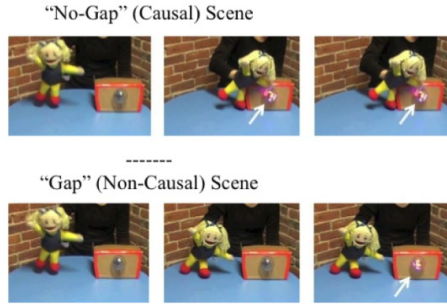 “No-Gap” (Causal) Scene
-------
“Gap” (Non-Causal) Scene